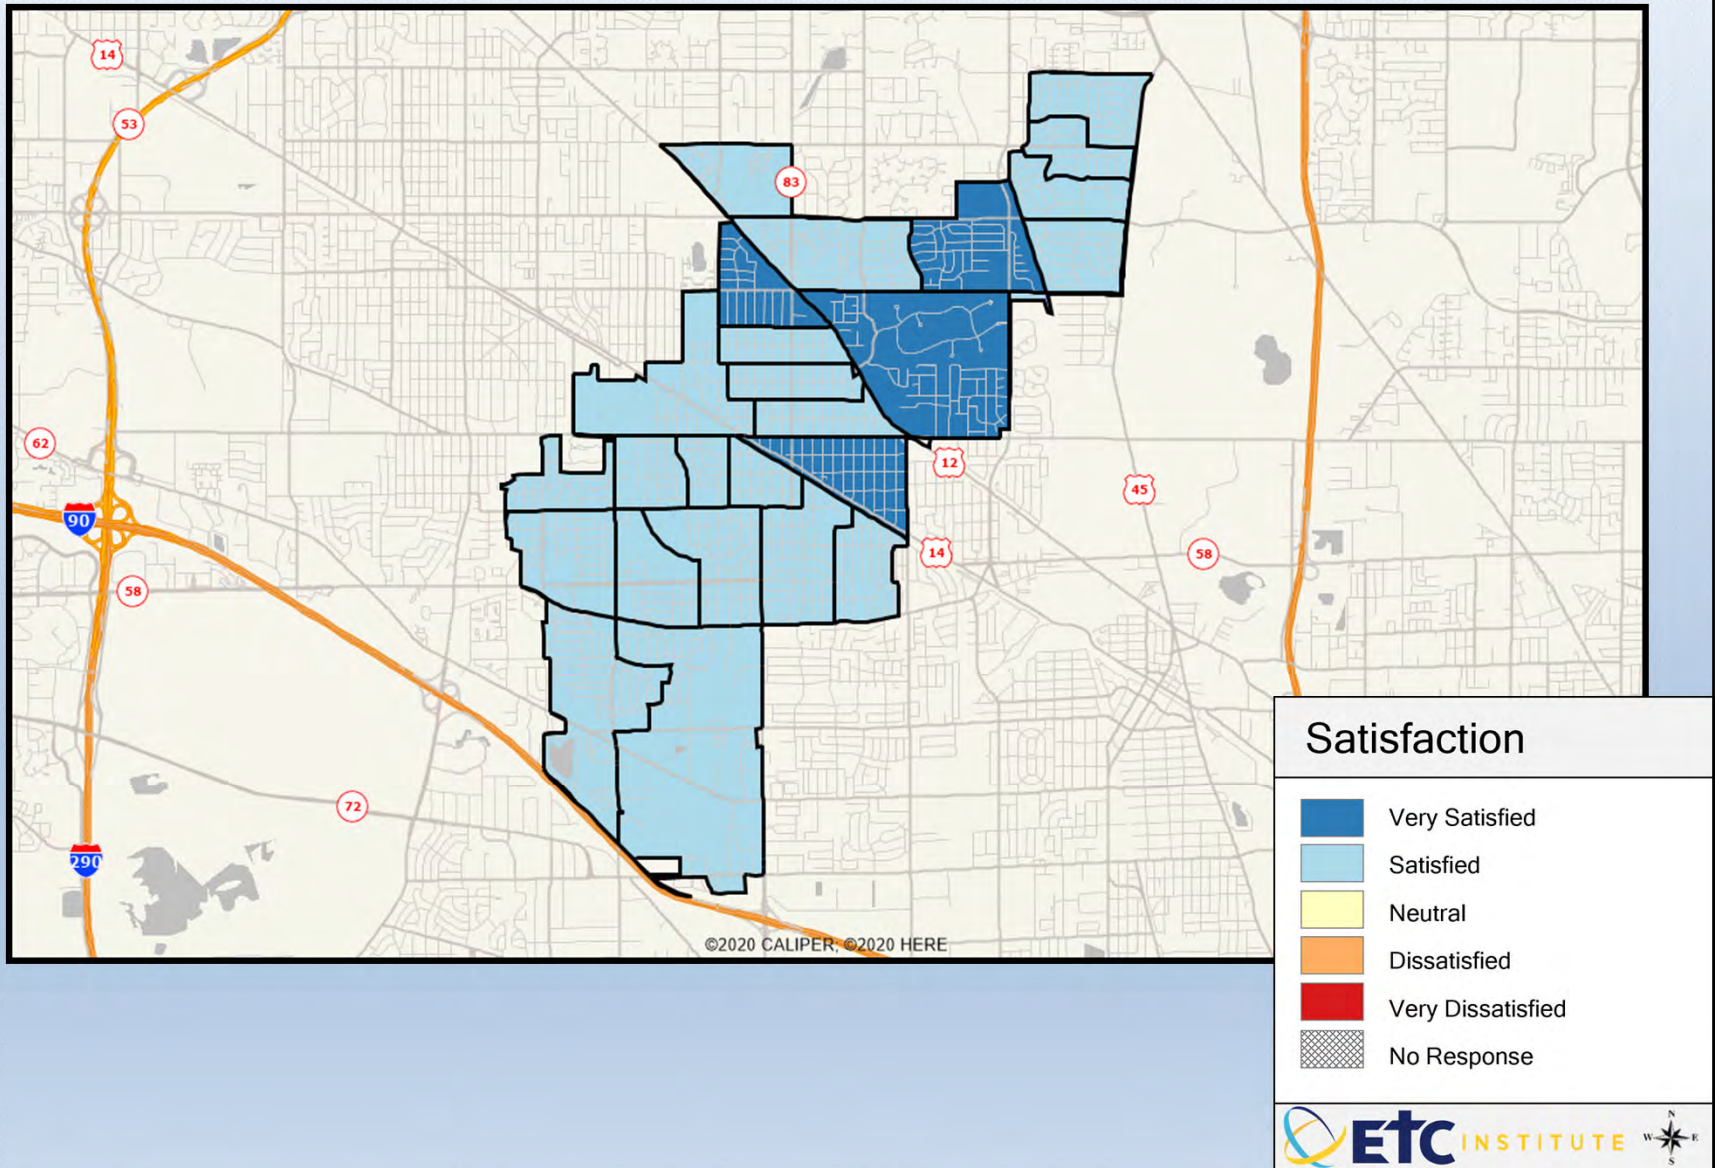 14
53
83
62
12
45
90
14
58
58
72
290
©2020 CALIPER; ©2020 HERE
Satisfaction
Very Satisfied
Satisfied
Neutral
Dissatisfied
Very Dissatisfied
No Response
ETC INSTITUTE
N
W E
S